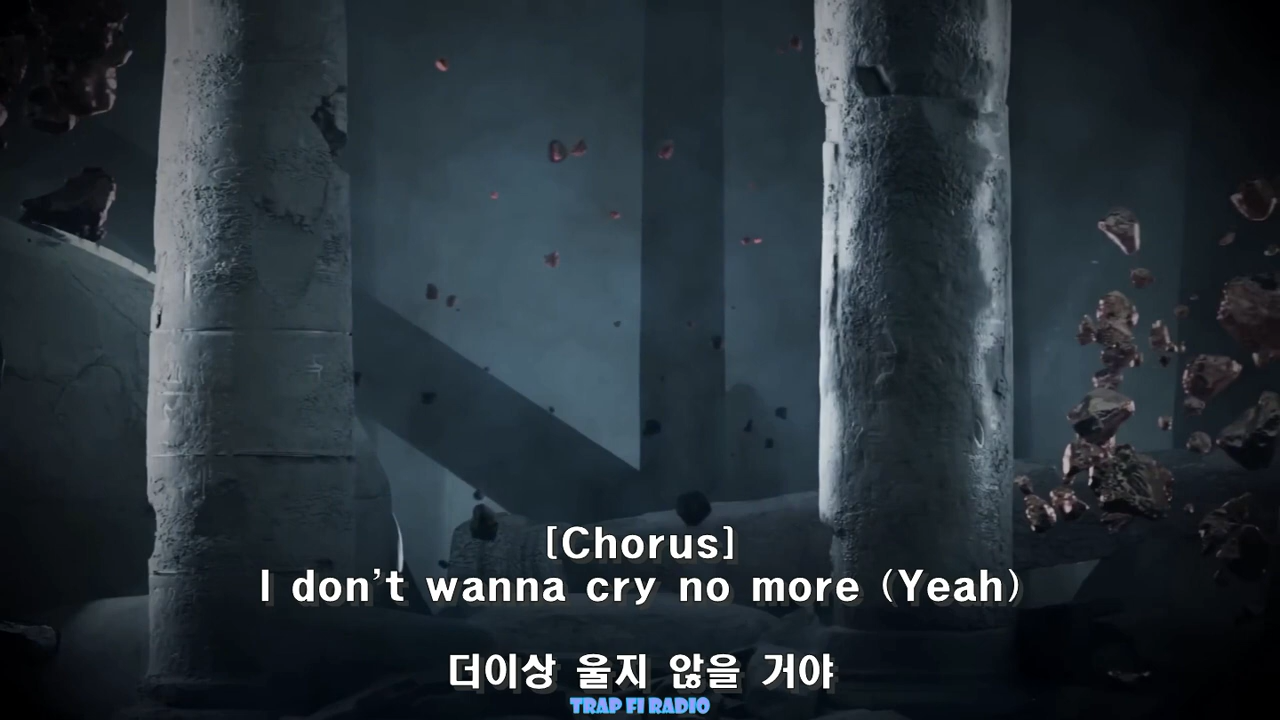 [Chorus]
I don’t wanna cry no more (Yeah)
더이상 울지 않을 거야
TRAP FI RADIO